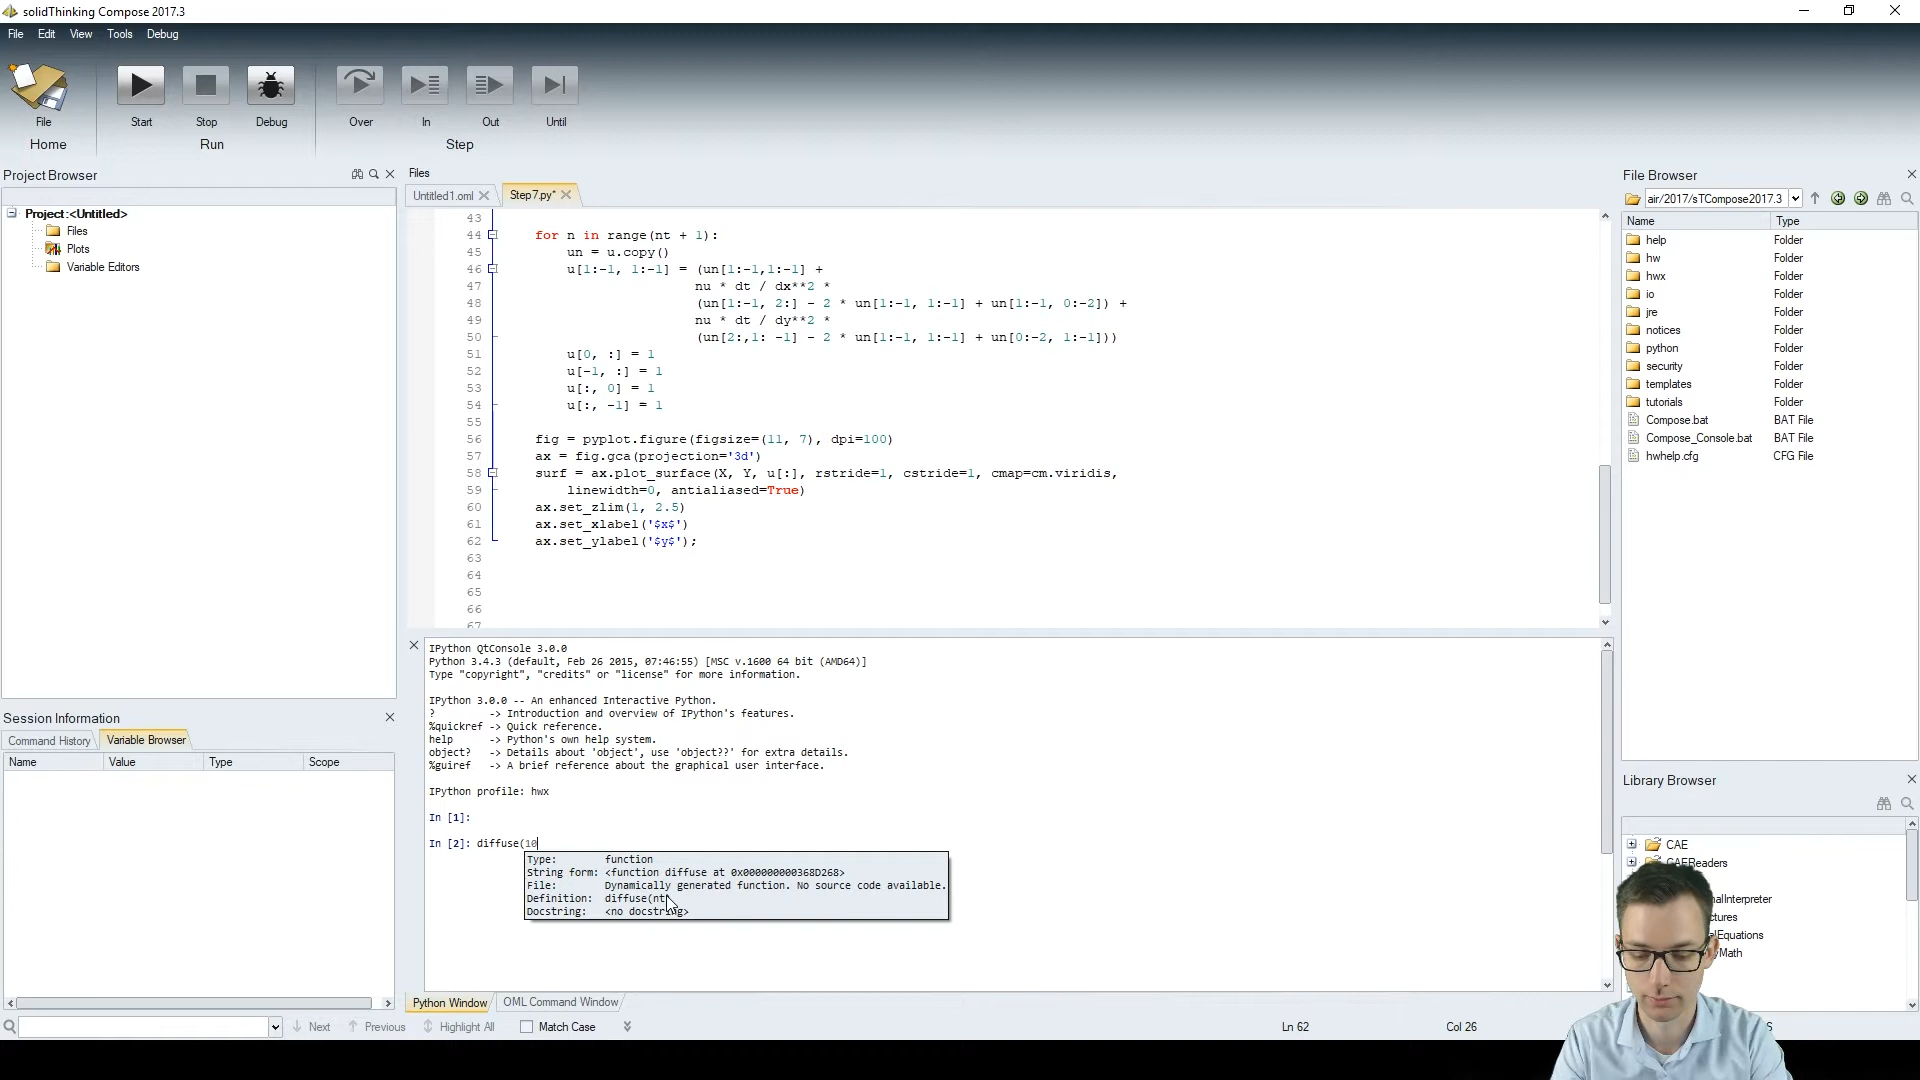 solidThinking Compose 2017.3
File Edit View Tools Debug
File Start Stop Debug Over In Out Until
Home Run Step
Project Browser
Project:<Untitled>
Files
Plots
Variable Editors
Session Information
Command History Variable Browser
Name Value Type Scope
Files
Untitled1.oml Step7.py*
43
44 for n in range(nt + 1):
45 un = u.copy()
46 u[1:-1, 1:-1] = (un[1:-1,1:-1] +
47 nu * dt / dx**2 *
48 (un[1:-1, 2:] - 2 * un[1:-1, 1:-1] + un[1:-1, 0:-2]) +
49 nu * dt / dy**2 *
50 (un[2:,1: -1] - 2 * un[1:-1, 1:-1] + un[0:-2, 1:-1]))
51 u[0, :] = 1
52 u[-1, :] = 1
53 u[:, 0] = 1
54 u[:, -1] = 1
55
56 fig = pyplot.figure(figsize=(11, 7), dpi=100)
57 ax = fig.gca(projection='3d')
58 surf = ax.plot_surface(X, Y, u[:], rstride=1, cstride=1, cmap=cm.viridis,
59 linewidth=0, antialiased=True)
60 ax.set_zlim(1, 2.5)
61 ax.set_xlabel('$x$')
62 ax.set_ylabel('$y$');
63
64
65
66
67
IPython QtConsole 3.0.0
Python 3.4.3 (default, Feb 26 2015, 07:46:55) [MSC v.1600 64 bit (AMD64)]
Type "copyright", "credits" or "license" for more information.
IPython 3.0.0 -- An enhanced Interactive Python.
? -> Introduction and overview of IPython's features.
%quickref -> Quick reference.
help -> Python's own help system.
object? -> Details about 'object', use 'object??' for extra details.
%guiref -> A brief reference about the graphical user interface.
IPython profile: hwx
In [1]:
In [2]: diffuse(10
Type: function
String form: <function diffuse at 0x000000000368D268>
File: Dynamically generated function. No source code available.
Definition: diffuse(nt
Docstring: <no docstring>
Python Window OML Command Window
Next Previous Highlight All Match Case Ln 62 Col 26
File Browser
air/2017/sTCompose2017.3
Name Type
help Folder
hw Folder
hwx Folder
io Folder
jre Folder
notices Folder
python Folder
security Folder
templates Folder
tutorials Folder
Compose.bat BAT File
Compose_Console.bat BAT File
hwhelp.cfg CFG File
Library Browser
CAE
CAEReaders
nalInterpreter
ctures
alEquations
yMath
S